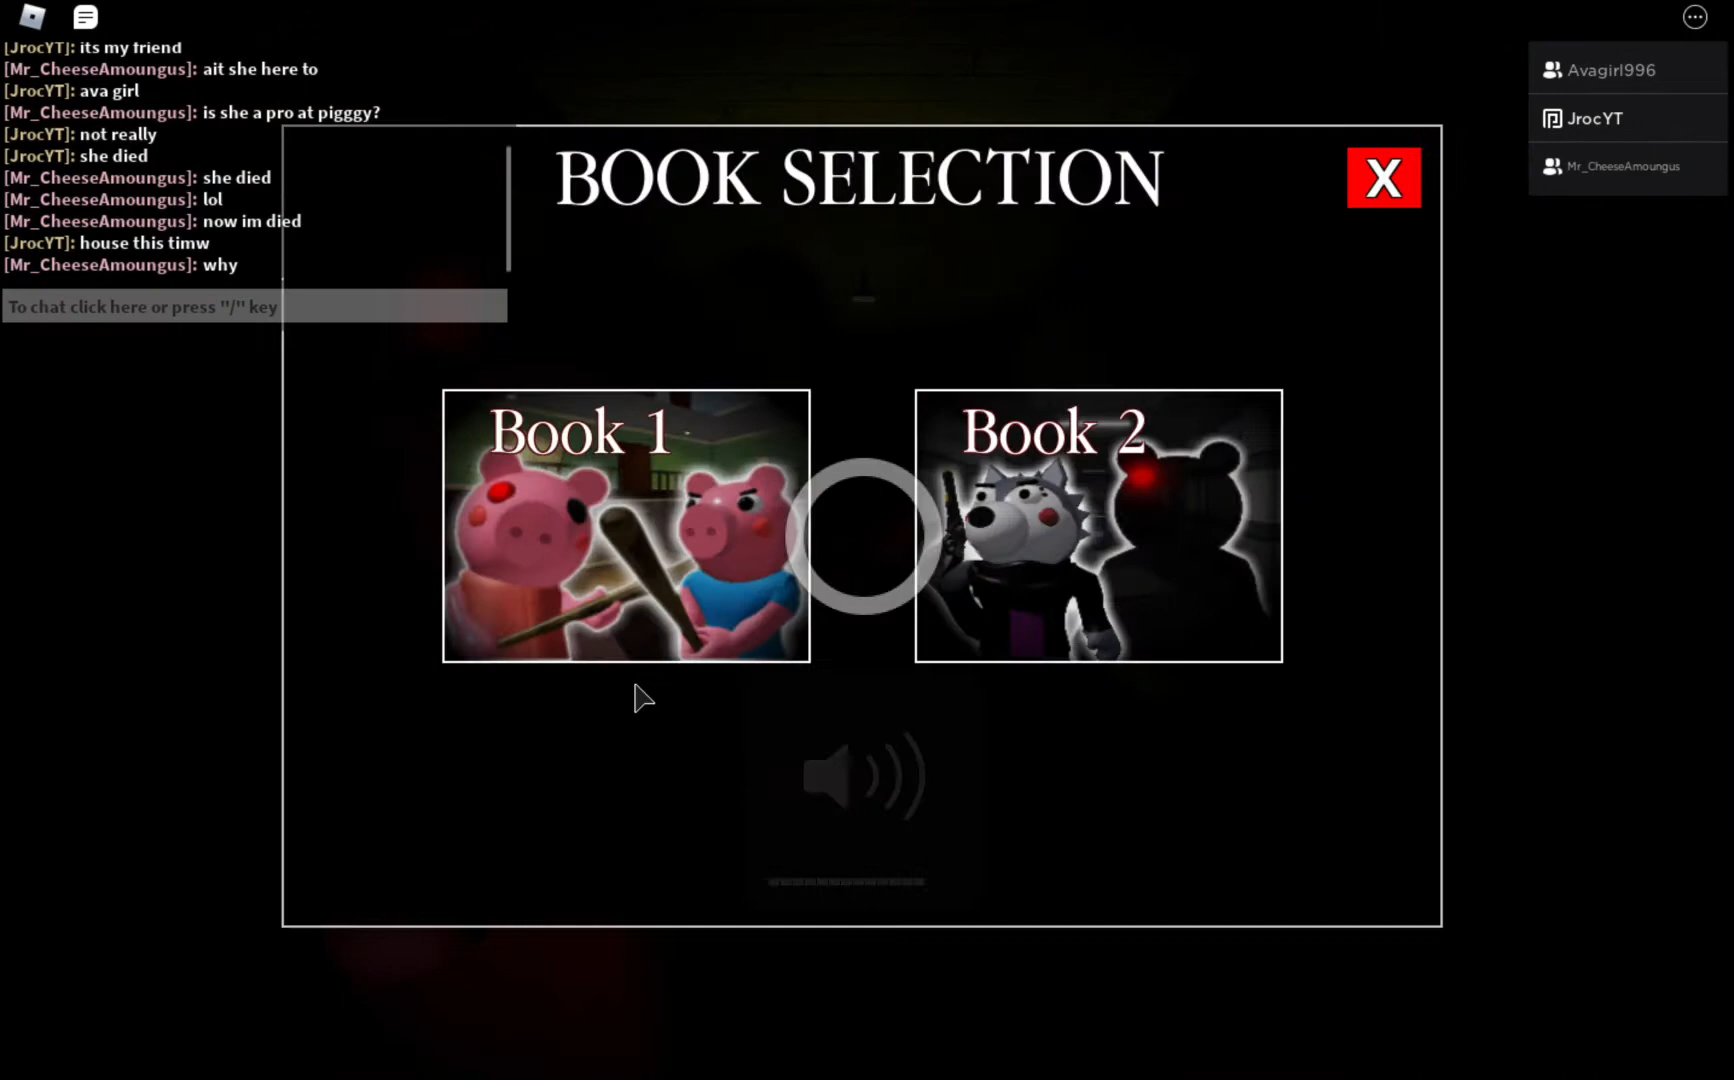 [JrocYT]: its my friend
[Mr_CheeseAmoungus]: ait she here to
[JrocYT]: ava girl
[Mr_CheeseAmoungus]: is she a pro at pigggy?
[JrocYT]: not really
[JrocYT]: she died
[Mr_CheeseAmoungus]: she died
[Mr_CheeseAmoungus]: lol
[Mr_CheeseAmoungus]: now im died
[JrocYT]: house this timw
[Mr_CheeseAmoungus]: why
To chat click here or press "/" key
BOOK SELECTION
X
Book 1
Book 2
Avagirl996
JrocYT
Mr_CheeseAmoungus